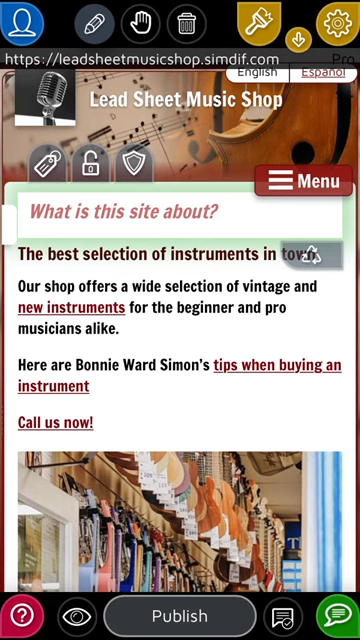 https://leadsheetmusicshop.simdif.com
Pro
English
Español
Lead Sheet Music Shop
Menu
What is this site about?
The best selection of instruments in town
Our shop offers a wide selection of vintage and
new instruments for the beginner and pro
musicians alike.
Here are Bonnie Ward Simon's tips when buying an
instrument
Call us now!
Publish